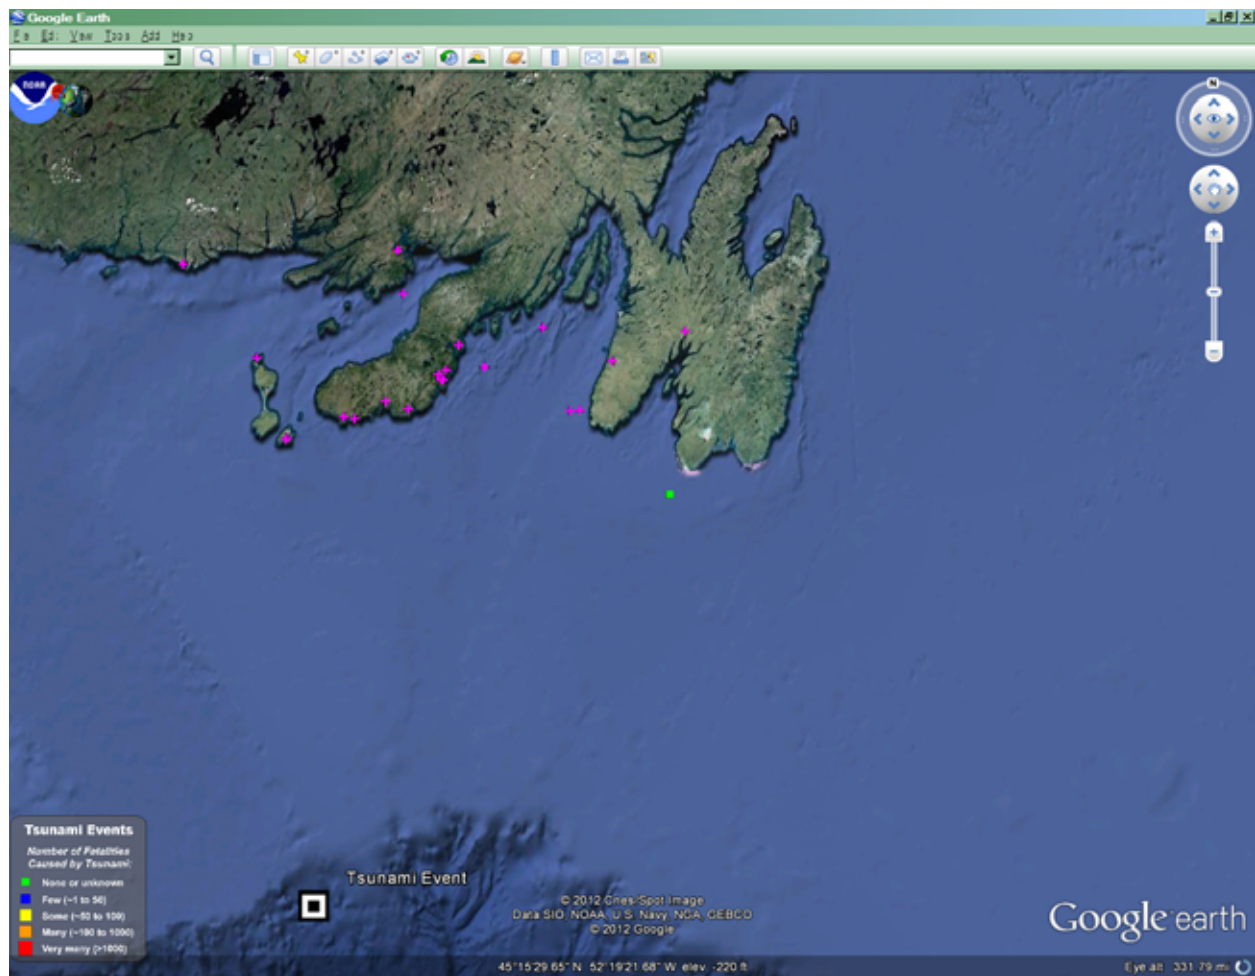 Google Earth
Add
N
NOAA
Tsunami Events
Number of Fatalities
Caused by Tsunami:
None or unknown
Few (~1 to 50)
Some (~50 to 100)
Many (~100 to 1000)
Very many (>1000)
Tsunami Event
© 2012 Cnes/Spot Image
Data SIO, NOAA, U.S. Navy, NGA, GEBCO
© 2012 Google
Google earth
45°15'29.65" N 52°19'21.68" W elev -220 ft
Eye alt 331.79 mi